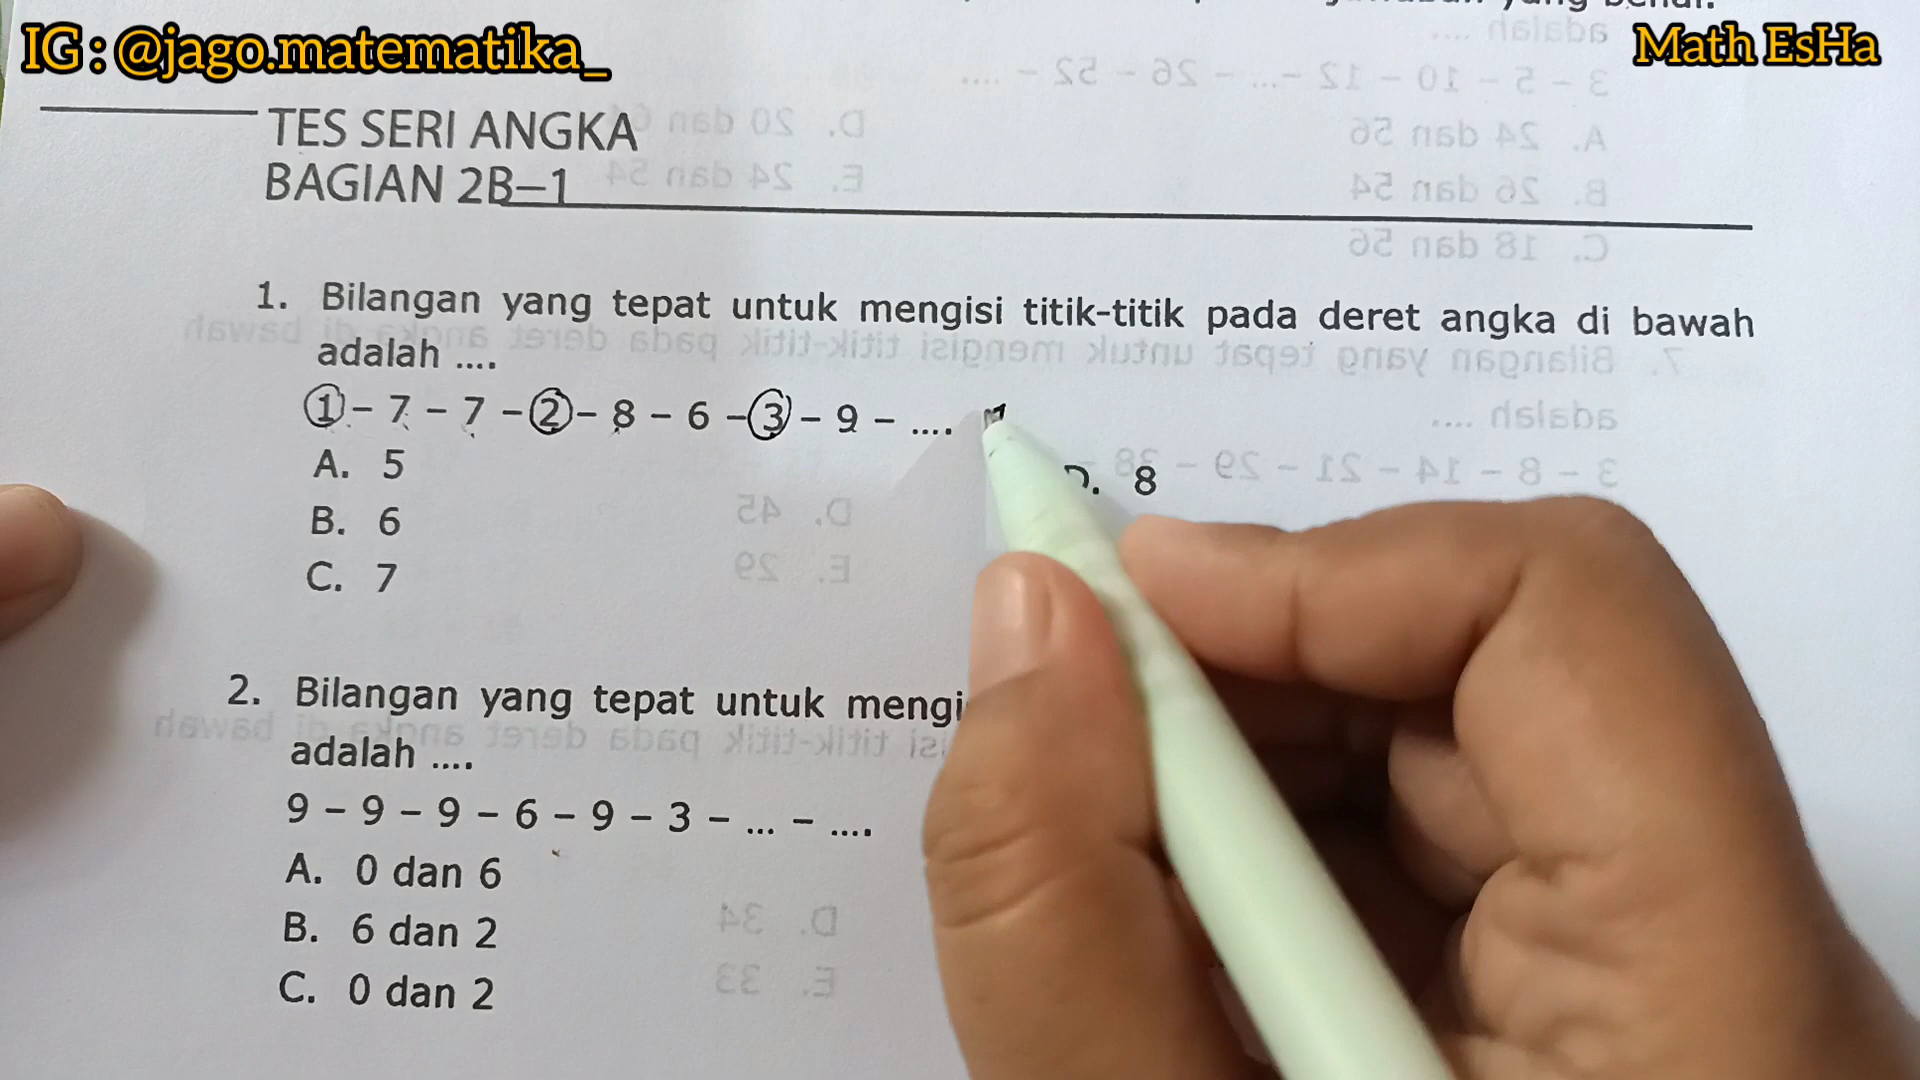 IG : @jago.matematika_
Math EsHa
TES SERI ANGKA
BAGIAN 2B–1
1. Bilangan yang tepat untuk mengisi titik-titik pada deret angka di bawah
adalah ....
1 – 7 – 7 – 2 – 8 – 6 – 3 – 9 – ....
A. 5
B. 6
C. 7
D. 8
2. Bilangan yang tepat untuk
adalah ....
9 – 9 – 9 – 6 – 9 – 3 – ... – ....
A. 0 dan 6
B. 6 dan 2
C. 0 dan 2